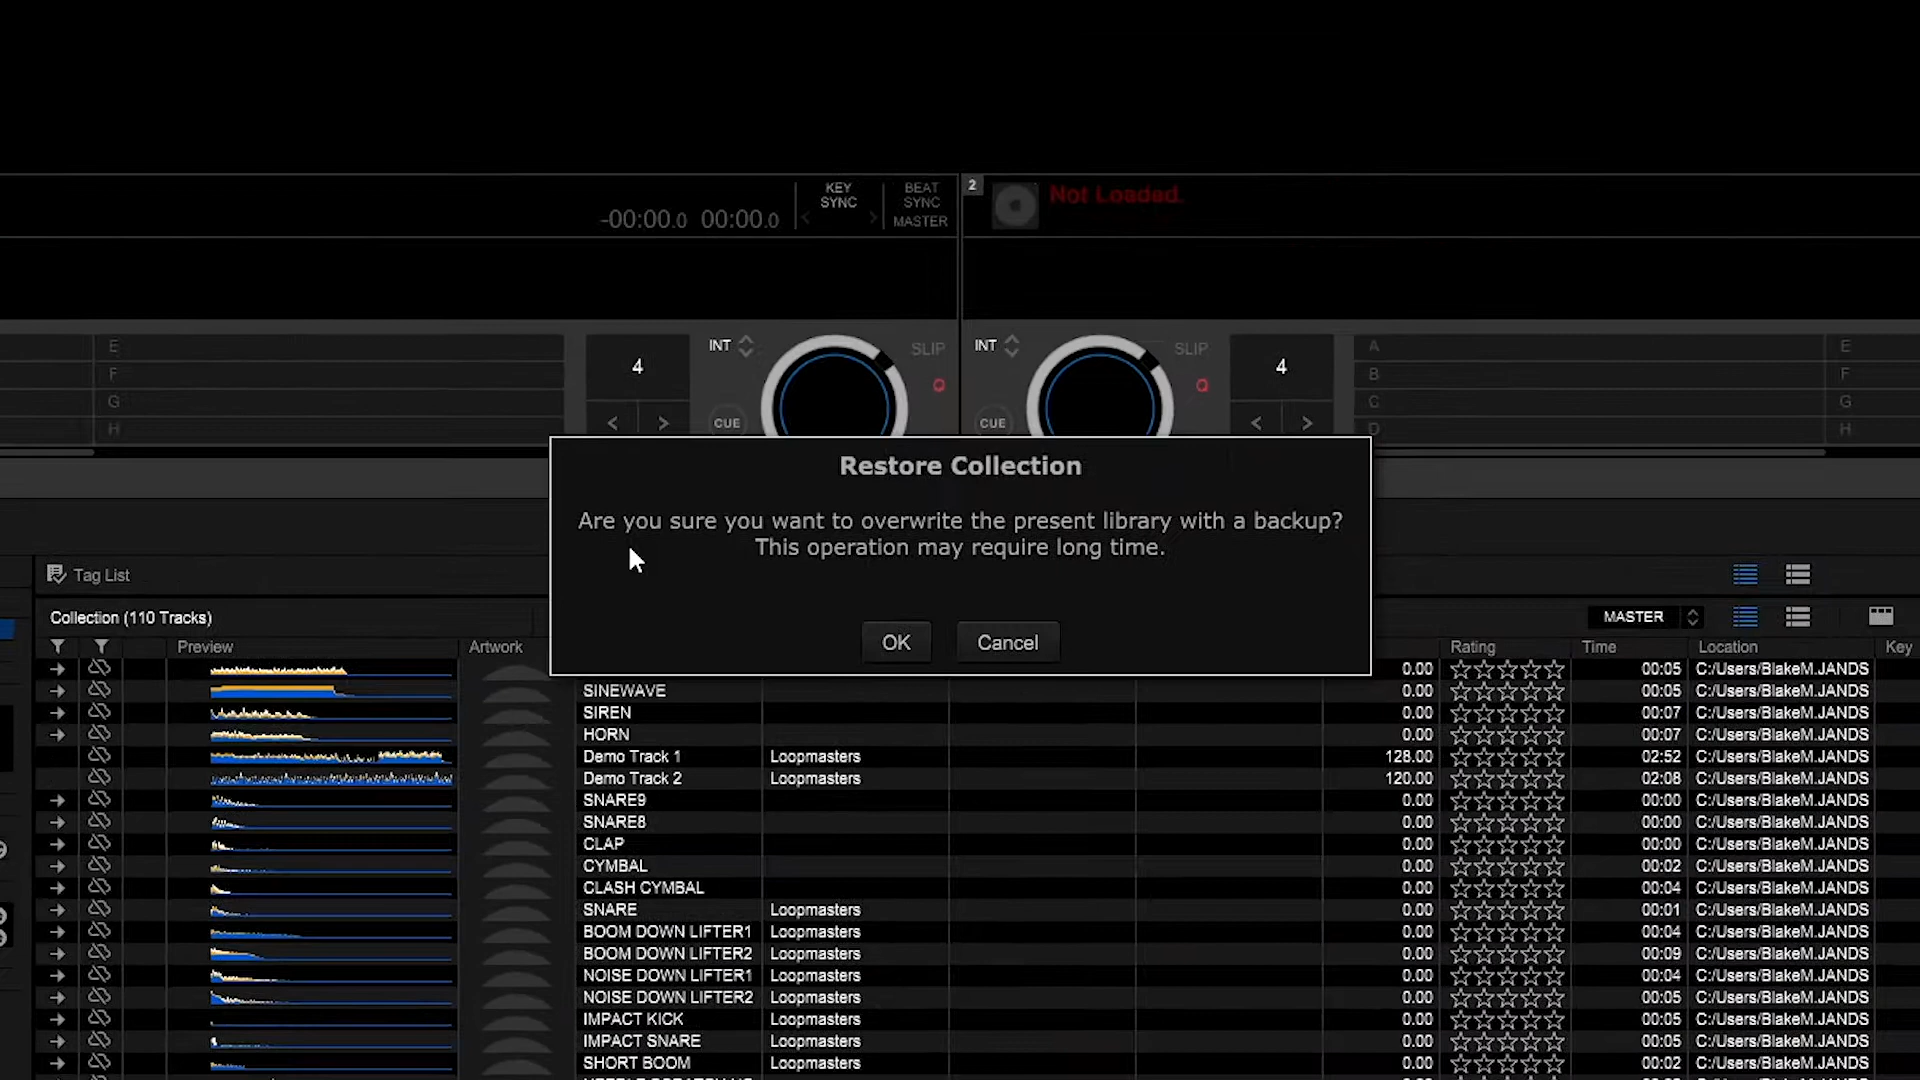 KEY SYNC
BEAT SYNC
MASTER
-00:00.0 00:00.0
2
Not Loaded.
E
F
G
H
4
< >
INT
SLIP
Q
CUE
INT
SLIP
Q
CUE
4
< >
A
B
C
D
E
F
G
H
Restore Collection
Are you sure you want to overwrite the present library with a backup?
This operation may require long time.
OK
Cancel
Tag List
Collection (110 Tracks)
MASTER
Preview Artwork Rating Time Location Key
0.00 00:05 C:/Users/BlakeM.JANDS
SINEWAVE 0.00 00:05 C:/Users/BlakeM.JANDS
SIREN 0.00 00:07 C:/Users/BlakeM.JANDS
HORN 0.00 00:07 C:/Users/BlakeM.JANDS
Demo Track 1 Loopmasters 128.00 02:52 C:/Users/BlakeM.JANDS
Demo Track 2 Loopmasters 120.00 02:08 C:/Users/BlakeM.JANDS
SNARE9 0.00 00:00 C:/Users/BlakeM.JANDS
SNARE8 0.00 00:00 C:/Users/BlakeM.JANDS
CLAP 0.00 00:00 C:/Users/BlakeM.JANDS
CYMBAL 0.00 00:02 C:/Users/BlakeM.JANDS
CLASH CYMBAL 0.00 00:04 C:/Users/BlakeM.JANDS
SNARE Loopmasters 0.00 00:01 C:/Users/BlakeM.JANDS
BOOM DOWN LIFTER1 Loopmasters 0.00 00:04 C:/Users/BlakeM.JANDS
BOOM DOWN LIFTER2 Loopmasters 0.00 00:09 C:/Users/BlakeM.JANDS
NOISE DOWN LIFTER1 Loopmasters 0.00 00:04 C:/Users/BlakeM.JANDS
NOISE DOWN LIFTER2 Loopmasters 0.00 00:05 C:/Users/BlakeM.JANDS
IMPACT KICK Loopmasters 0.00 00:05 C:/Users/BlakeM.JANDS
IMPACT SNARE Loopmasters 0.00 00:05 C:/Users/BlakeM.JANDS
SHORT BOOM Loopmasters 0.00 00:02 C:/Users/BlakeM.JANDS